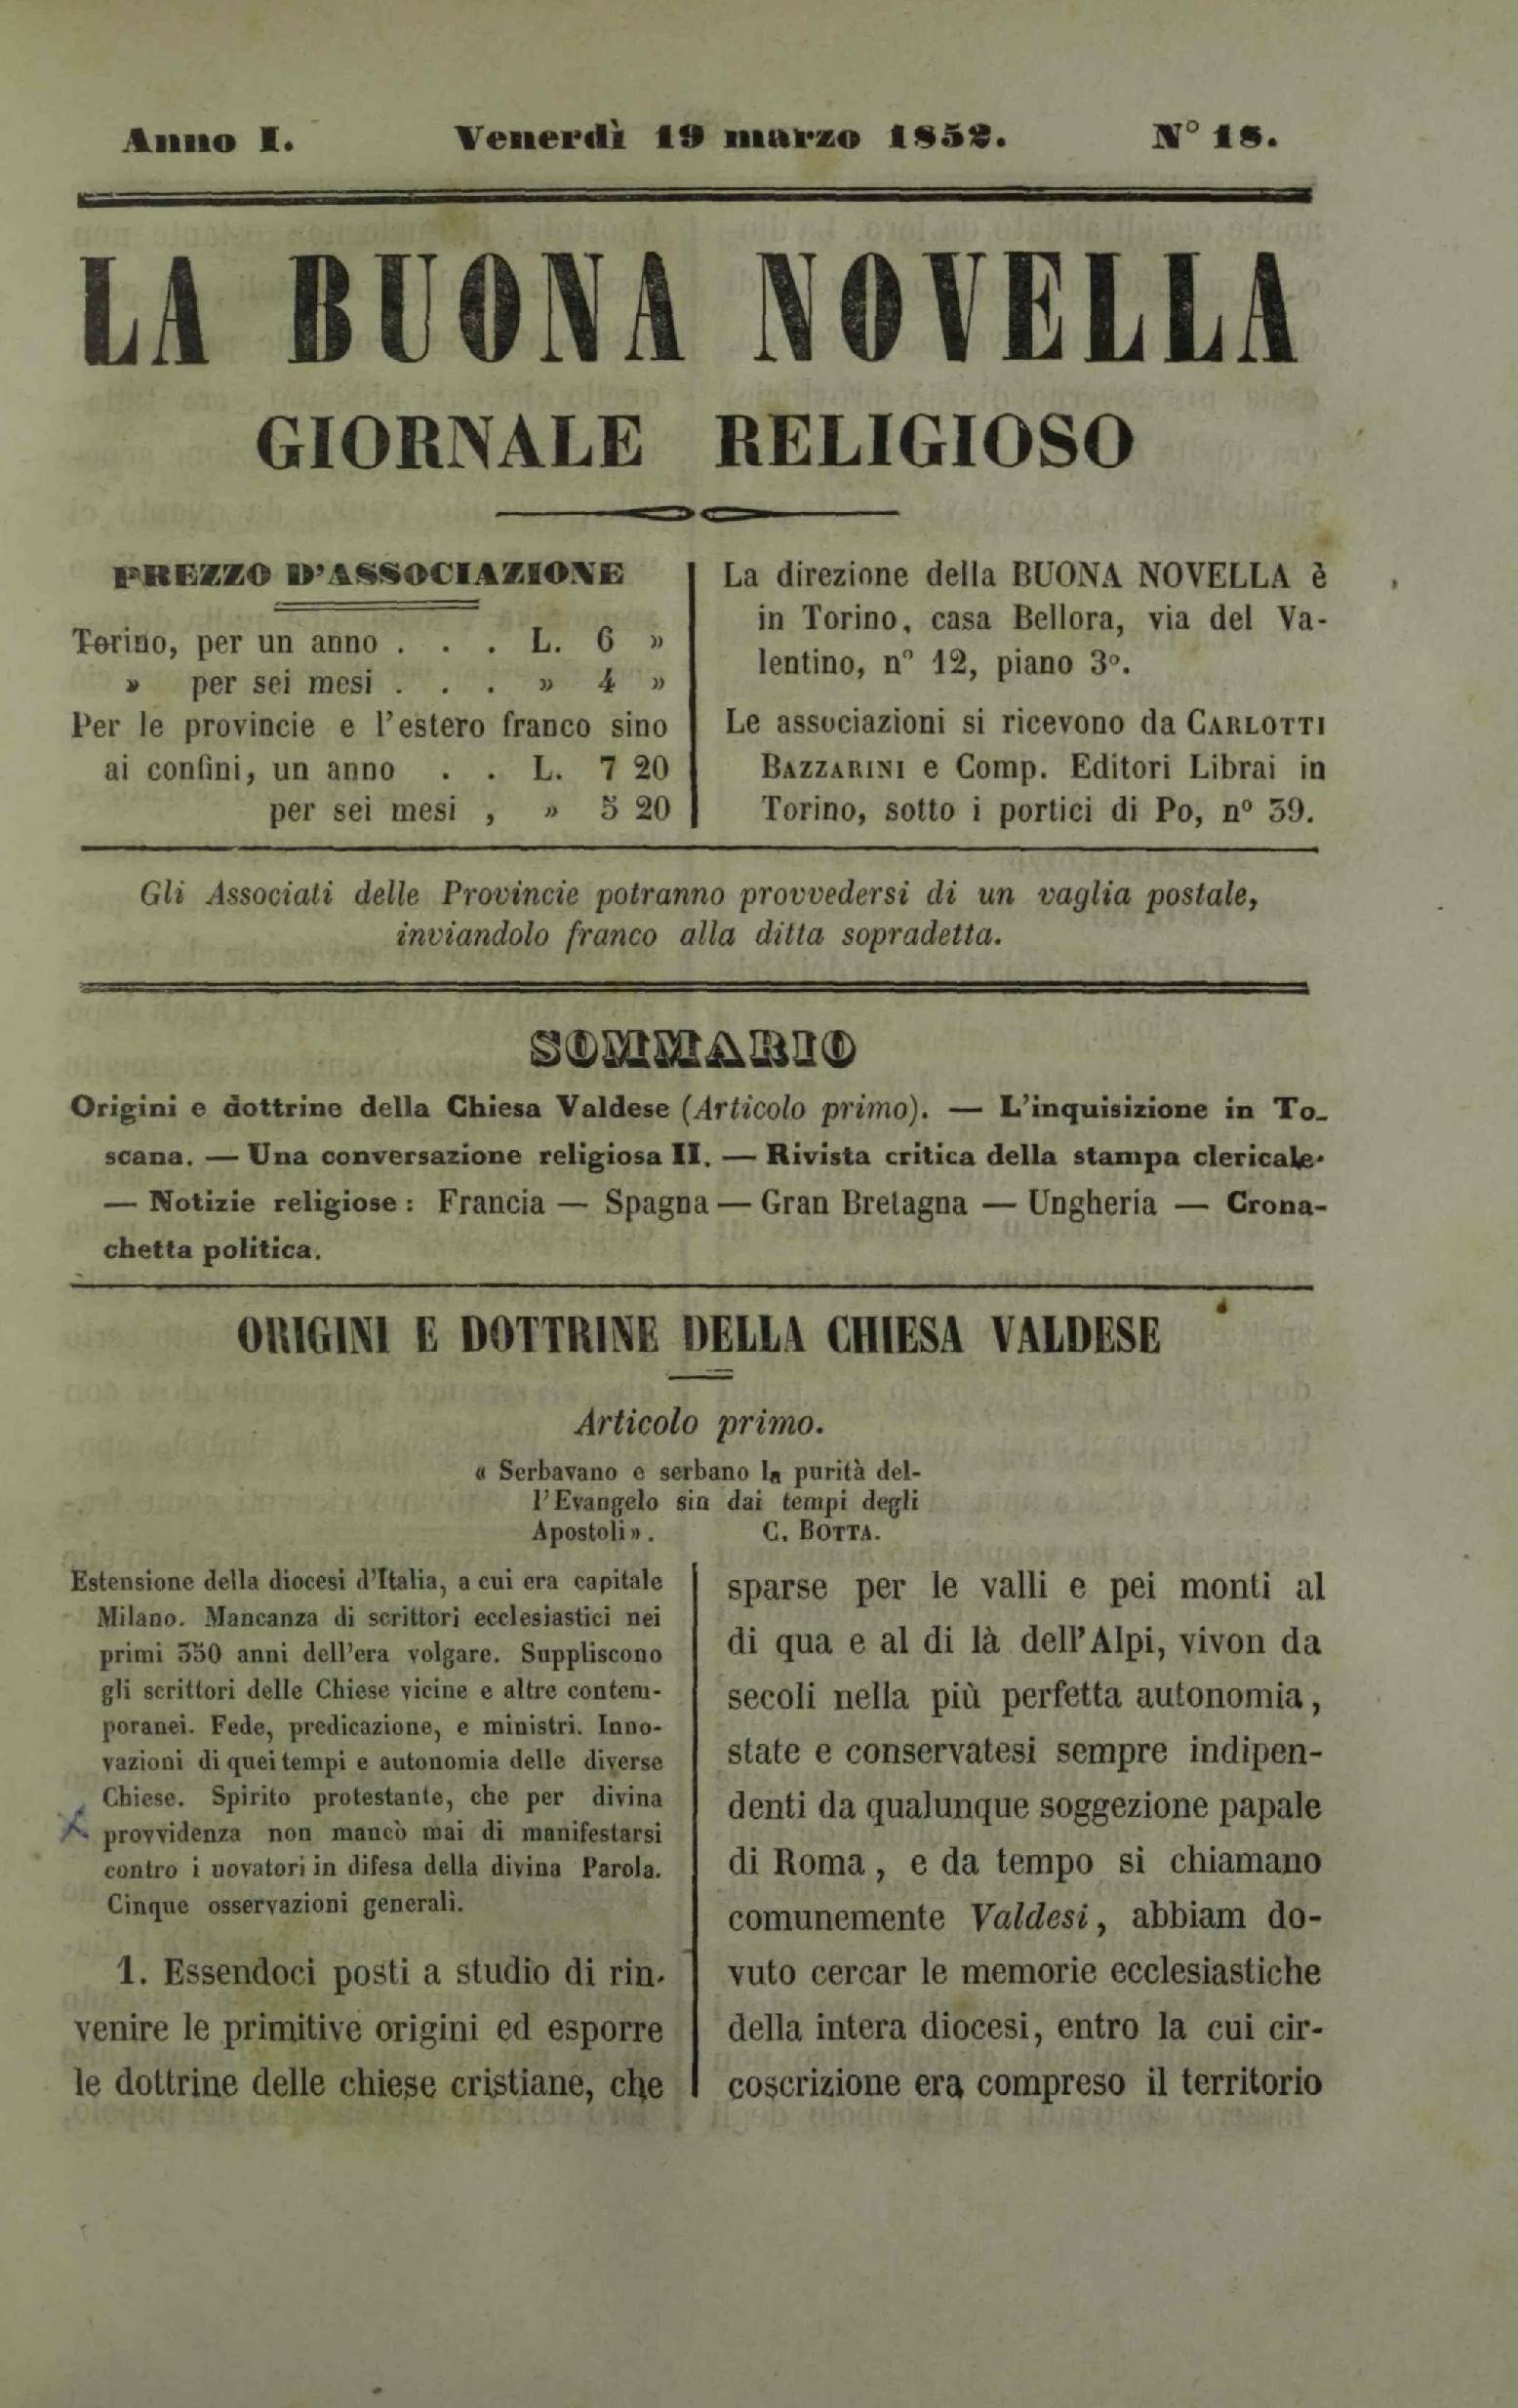 Anno I. Venerdì 19 marzo 1852. N° 18.
LA BUONA NOVELLA
GIORNALE RELIGIOSO
PREZZO D'ASSOCIAZIONE
Torino, per un anno . . . L. 6 »
» per sei mesi . . . » 4 »
Per le provincie e l'estero franco sino
ai confini, un anno . . L. 7 20
per sei mesi , » 5 20
La direzione della BUONA NOVELLA è
in Torino, casa Bellora, via del Va-
lentino, n° 12, piano 3°.
Le associazioni si ricevono da CARLOTTI
BAZZARINI e Comp. Editori Librai in
Torino, sotto i portici di Po, n° 39.
Gli Associati delle Provincie potranno provvedersi di un vaglia postale,
inviandolo franco alla ditta sopradetta.
SOMMARIO
Origini e dottrine della Chiesa Valdese (Articolo primo). — L'inquisizione in To-
scana. — Una conversazione religiosa II. — Rivista critica della stampa clericale.
— Notizie religiose : Francia — Spagna — Gran Bretagna — Ungheria — Crona-
chetta politica.
ORIGINI E DOTTRINE DELLA CHIESA VALDESE
Articolo primo.
« Serbavano e serbano la purità del-
l'Evangelo sin dai tempi degli
Apostoli ». C. BOTTA.
Estensione della diocesi d'Italia, a cui era capitale
Milano. Mancanza di scrittori ecclesiastici nei
primi 350 anni dell'era volgare. Suppliscono
gli scrittori delle Chiese vicine e altre contem-
poranei. Fede, predicazione, e ministri. Inno-
vazioni di quei tempi e autonomia delle diverse
Chiese. Spirito protestante, che per divina
provvidenza non mancò mai di manifestarsi
contro i novatori in difesa della divina Parola.
Cinque osservazioni generali.
1. Essendoci posti a studio di rin-
venire le primitive origini ed esporre
le dottrine delle chiese cristiane, che
sparse per le valli e pei monti al
di qua e al di là dell'Alpi, vivon da
secoli nella più perfetta autonomia,
state e conservatesi sempre indipen-
denti da qualunque soggezione papale
di Roma, e da tempo si chiamano
comunemente Valdesi, abbiam do-
vuto cercar le memorie ecclesiastiche
della intera diocesi, entro la cui cir-
coscrizione era compreso il territorio